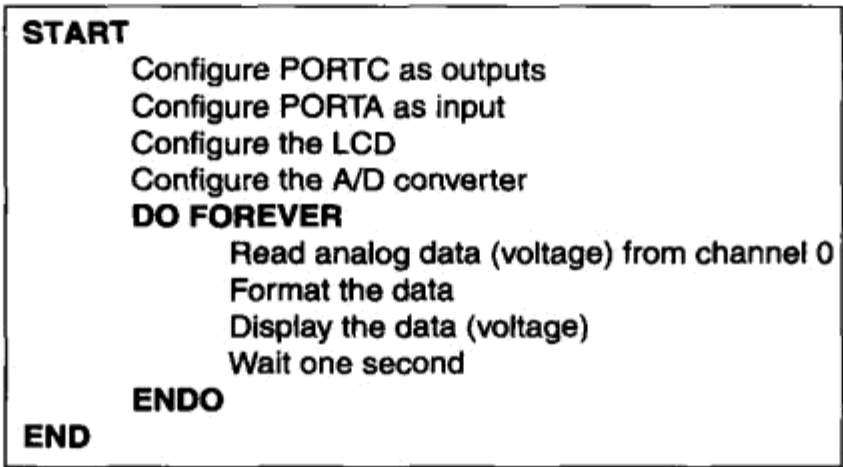 START
Configure PORTC as outputs
Configure PORTA as input
Configure the LCD
Configure the A/D converter
DO FOREVER
Read analog data (voltage) from channel 0
Format the data
Display the data (voltage)
Wait one second
ENDO
END